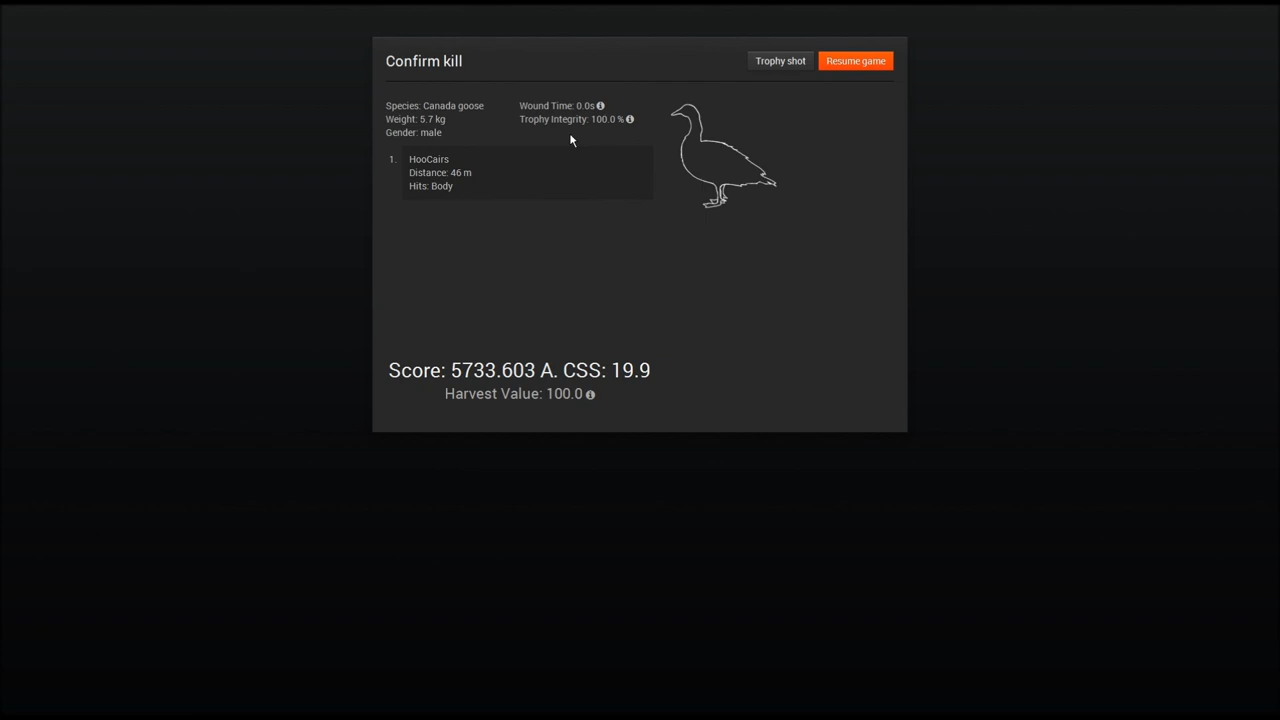 Confirm kill
Trophy shot
Resume game
Species: Canada goose
Weight: 5.7 kg
Gender: male
Wound Time: 0.0s
Trophy Integrity: 100.0 %
1.
HooCairs
Distance: 46 m
Hits: Body
Score: 5733.603 A. CSS: 19.9
Harvest Value: 100.0